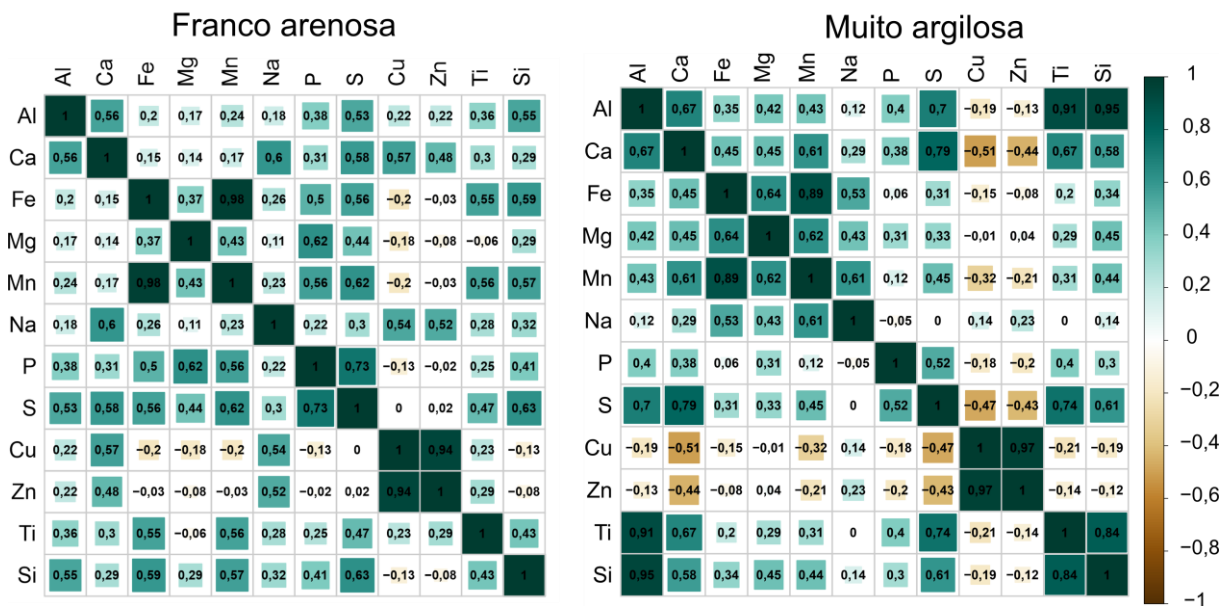 Franco arenosa
Muito argilosa
Al Ca Fe Mg Mn Na P S Cu Zn Ti Si
Al Ca Fe Mg Mn Na P S Cu Zn Ti Si
Al 1 0,56 0,2 0,17 0,24 0,18 0,38 0,53 0,22 0,22 0,36 0,55
Ca 0,56 1 0,15 0,14 0,17 0,6 0,31 0,58 0,57 0,48 0,3 0,29
Fe 0,2 0,15 1 0,37 0,98 0,26 0,5 0,56 −0,2 −0,03 0,55 0,59
Mg 0,17 0,14 0,37 1 0,43 0,11 0,62 0,44 −0,18 −0,08 −0,06 0,29
Mn 0,24 0,17 0,98 0,43 1 0,23 0,56 0,62 −0,2 −0,03 0,56 0,57
Na 0,18 0,6 0,26 0,11 0,23 1 0,22 0,3 0,54 0,52 0,28 0,32
P 0,38 0,31 0,5 0,62 0,56 0,22 1 0,73 −0,13 −0,02 0,25 0,41
S 0,53 0,58 0,56 0,44 0,62 0,3 0,73 1 0 0,02 0,47 0,63
Cu 0,22 0,57 −0,2 −0,18 −0,2 0,54 −0,13 0 1 0,94 0,23 −0,13
Zn 0,22 0,48 −0,03 −0,08 −0,03 0,52 −0,02 0,02 0,94 1 0,29 −0,08
Ti 0,36 0,3 0,55 −0,06 0,56 0,28 0,25 0,47 0,23 0,29 1 0,43
Si 0,55 0,29 0,59 0,29 0,57 0,32 0,41 0,63 −0,13 −0,08 0,43 1
Al 1 0,67 0,35 0,42 0,43 0,12 0,4 0,7 −0,19 −0,13 0,91 0,95
Ca 0,67 1 0,45 0,45 0,61 0,29 0,38 0,79 −0,51 −0,44 0,67 0,58
Fe 0,35 0,45 1 0,64 0,89 0,53 0,06 0,31 −0,15 −0,08 0,2 0,34
Mg 0,42 0,45 0,64 1 0,62 0,43 0,31 0,33 −0,01 0,04 0,29 0,45
Mn 0,43 0,61 0,89 0,62 1 0,61 0,12 0,45 −0,32 −0,21 0,31 0,44
Na 0,12 0,29 0,53 0,43 0,61 1 −0,05 0 0,14 0,23 0 0,14
P 0,4 0,38 0,06 0,31 0,12 −0,05 1 0,52 −0,18 −0,2 0,4 0,3
S 0,7 0,79 0,31 0,33 0,45 0 0,52 1 −0,47 −0,43 0,74 0,61
Cu −0,19 −0,51 −0,15 −0,01 −0,32 0,14 −0,18 −0,47 1 0,97 −0,21 −0,19
Zn −0,13 −0,44 −0,08 0,04 −0,21 0,23 −0,2 −0,43 0,97 1 −0,14 −0,12
Ti 0,91 0,67 0,2 0,29 0,31 0 0,4 0,74 −0,21 −0,14 1 0,84
Si 0,95 0,58 0,34 0,45 0,44 0,14 0,3 0,61 −0,19 −0,12 0,84 1
1
0,8
0,6
0,4
0,2
0
−0,2
−0,4
−0,6
−0,8
−1